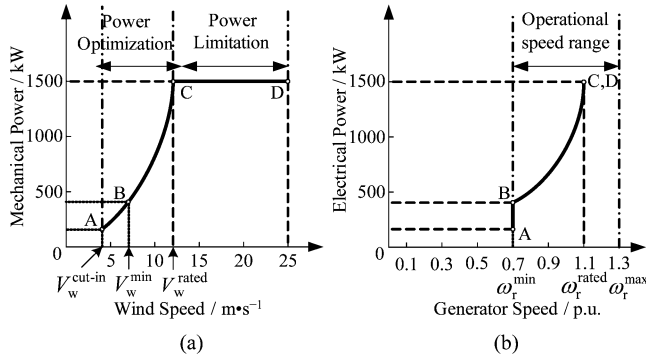 Power Optimization
Power Limitation
Mechanical Power / kW
1500
1000
500
0
A
B
C
D
5
10
15
20
25
V_w^cut-in
V_w^min
V_w^rated
Wind Speed / m•s⁻¹
(a)
Operational speed range
Electrical Power / kW
1500
1000
500
0
C,D
B
A
0.1
0.3
0.5
0.7
0.9
1.1
1.3
ω_r^min
ω_r^rated
ω_r^max
Generator Speed / p.u.
(b)